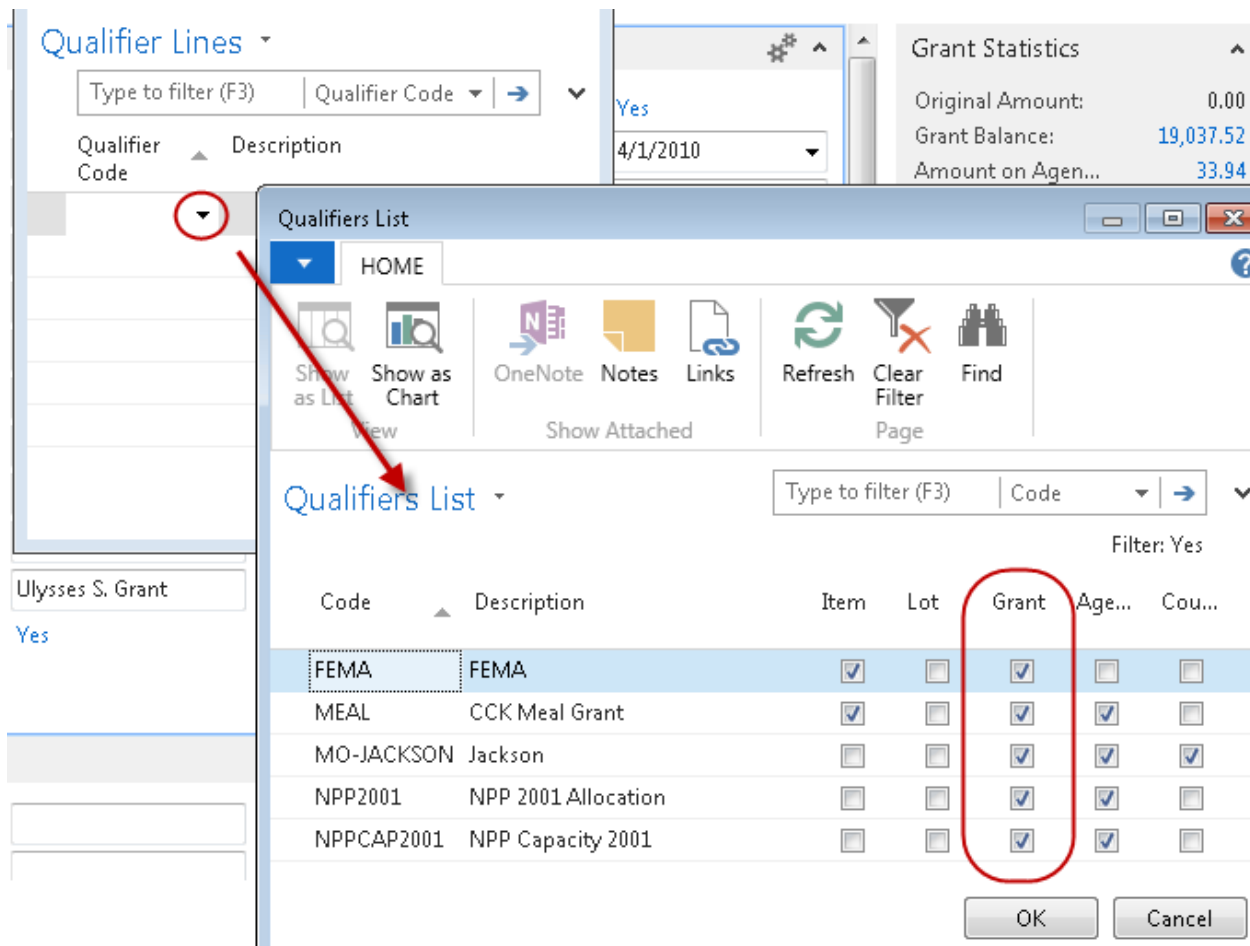 Qualifier Lines
Type to filter (F3) Qualifier Code
Qualifier Code Description
Yes
4/1/2010
Grant Statistics
Original Amount: 0.00
Grant Balance: 19,037.52
Amount on Agen... 33.94
Qualifiers List
HOME
Show as List
Show as Chart
View
OneNote
Notes
Links
Show Attached
Refresh
Clear Filter
Find
Page
Qualifiers List
Type to filter (F3) Code
Filter: Yes
Code Description Item Lot Grant Age... Cou...
FEMA FEMA
MEAL CCK Meal Grant
MO-JACKSON Jackson
NPP2001 NPP 2001 Allocation
NPPCAP2001 NPP Capacity 2001
OK Cancel
Ulysses S. Grant
Yes